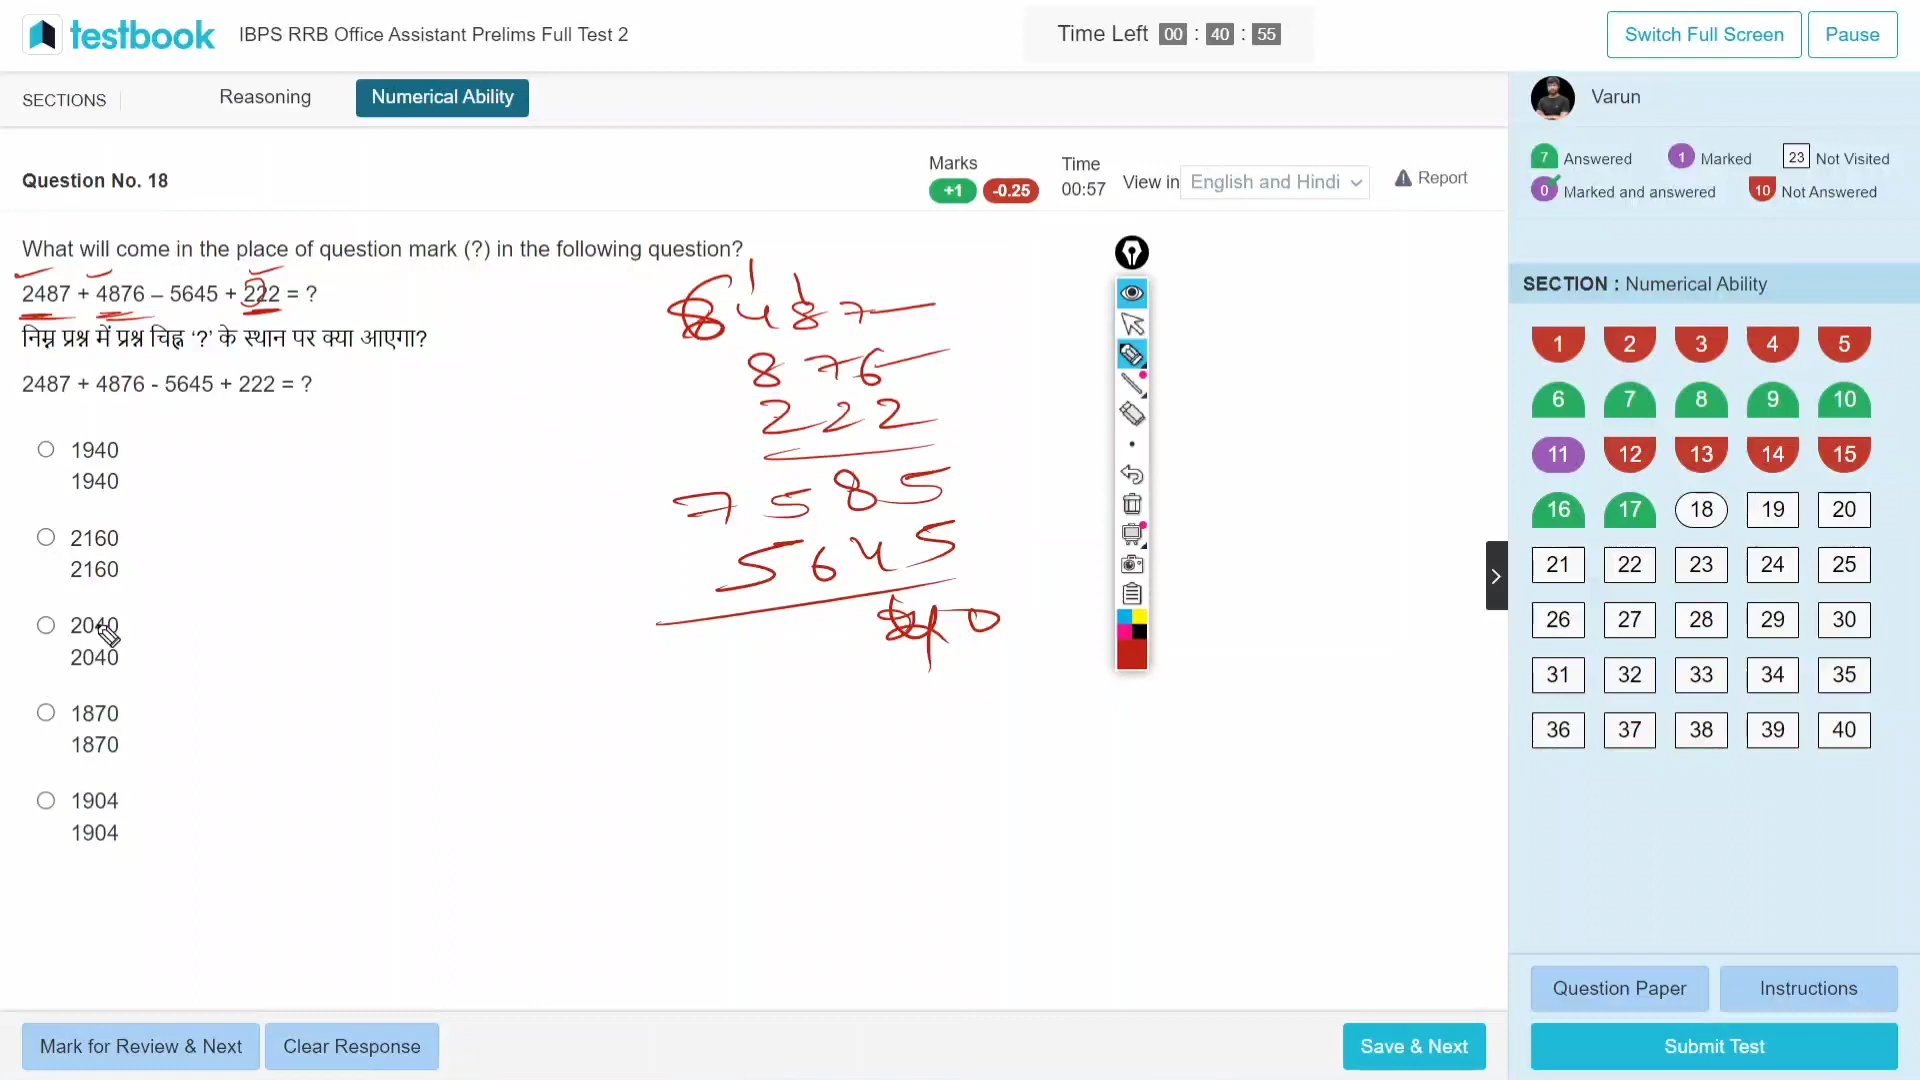 testbook
IBPS RRB Office Assistant Prelims Full Test 2
Time Left 00 : 40 : 55
Switch Full Screen
Pause
SECTIONS
Reasoning
Numerical Ability
Varun
Question No. 18
Marks
+1 -0.25
Time
00:57
View in English and Hindi
Report
7 Answered
1 Marked
23 Not Visited
0 Marked and answered
10 Not Answered
What will come in the place of question mark (?) in the following question?
2487 + 4876 – 5645 + 222 = ?
निम्न प्रश्न में प्रश्न चिह्न ‘?’ के स्थान पर क्या आएगा?
2487 + 4876 - 5645 + 222 = ?
1940
1940
2160
2160
2040
2040
1870
1870
1904
1904
876
222
7585
5645
SECTION : Numerical Ability
1 2 3 4 5
6 7 8 9 10
11 12 13 14 15
16 17 18 19 20
21 22 23 24 25
26 27 28 29 30
31 32 33 34 35
36 37 38 39 40
Question Paper
Instructions
Mark for Review & Next
Clear Response
Save & Next
Submit Test